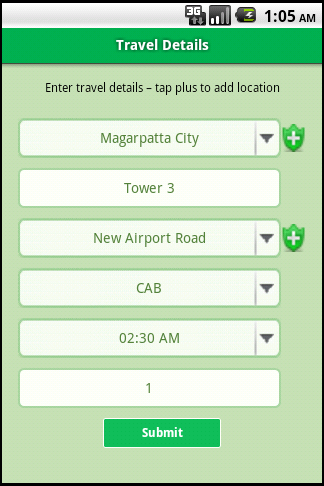 3G 1:05 AM
Travel Details
Enter travel details – tap plus to add location
Magarpatta City
Tower 3
New Airport Road
CAB
02:30 AM
1
Submit